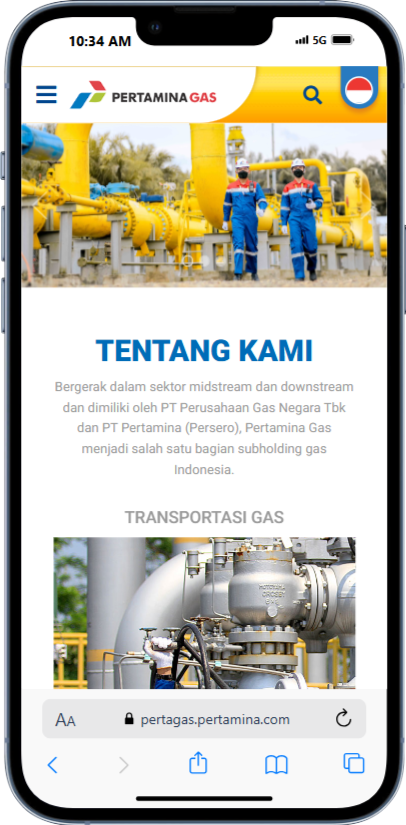 10:34 AM
5G
PERTAMINA GAS
TENTANG KAMI
Bergerak dalam sektor midstream dan downstream
dan dimiliki oleh PT Perusahaan Gas Negara Tbk
dan PT Pertamina (Persero), Pertamina Gas
menjadi salah satu bagian subholding gas
Indonesia.
TRANSPORTASI GAS
AA
pertagas.pertamina.com